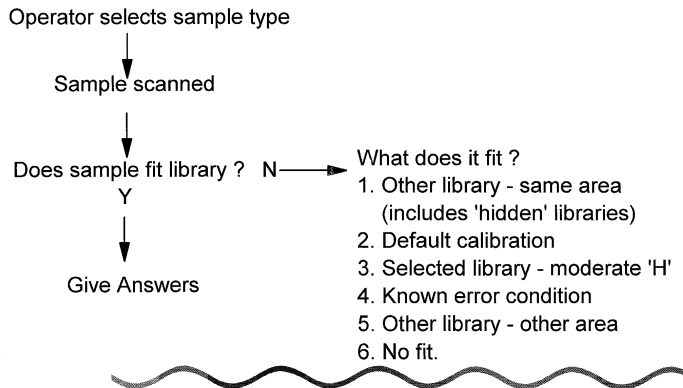 Operator selects sample type
Sample scanned
Does sample fit library ? N
Y
Give Answers
What does it fit ?
1. Other library - same area
(includes 'hidden' libraries)
2. Default calibration
3. Selected library - moderate 'H'
4. Known error condition
5. Other library - other area
6. No fit.